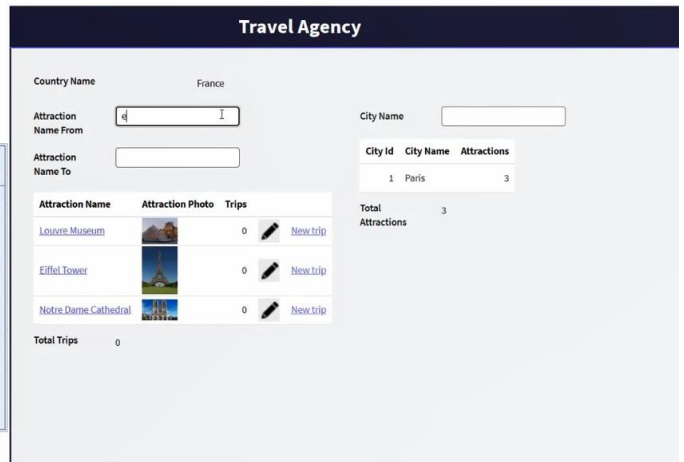 Travel Agency
Country Name France
Attraction Name From e
Attraction Name To
Attraction Name Attraction Photo Trips
Louvre Museum 0 New trip
Eiffel Tower 0 New trip
Notre Dame Cathedral 0 New trip
Total Trips 0
City Name
City Id City Name Attractions
1 Paris 3
Total Attractions 3